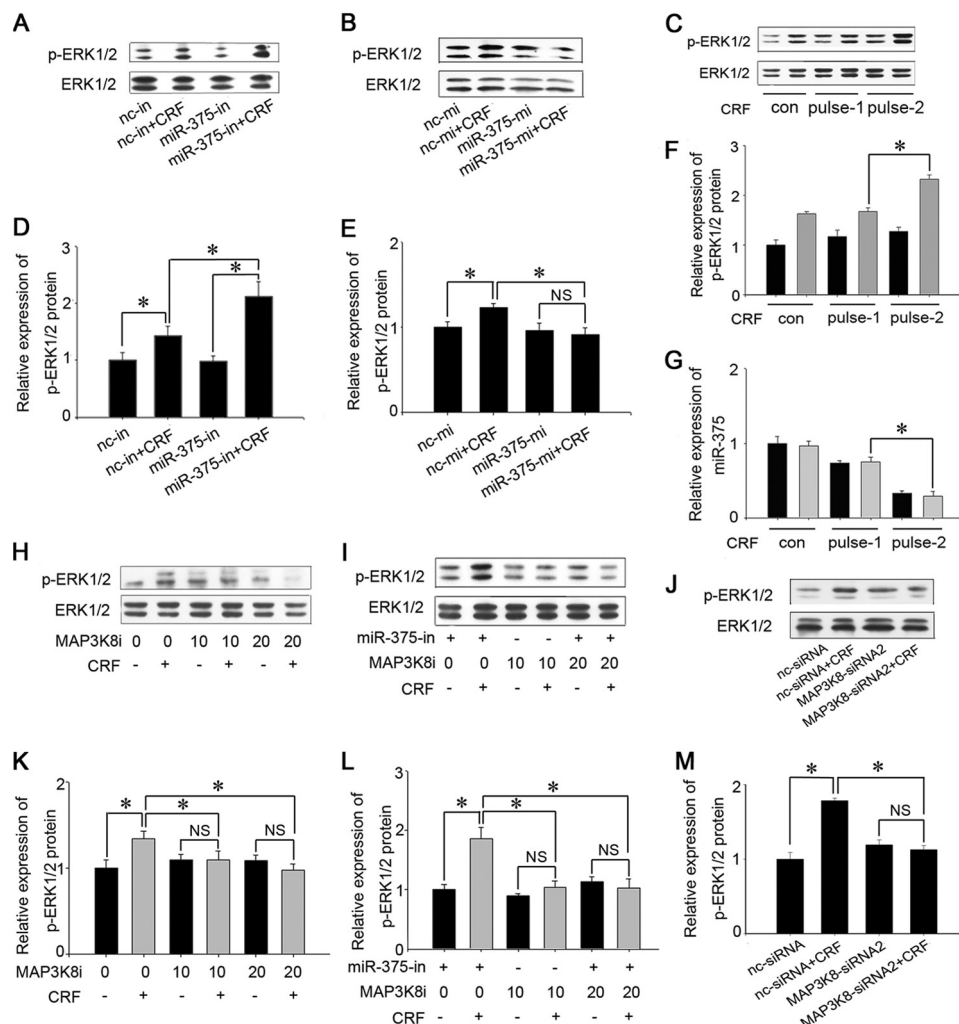 A
p-ERK1/2
ERK1/2
nc-in
nc-in+CRF
miR-375-in
miR-375-in+CRF
B
p-ERK1/2
ERK1/2
nc-mi
nc-mi+CRF
miR-375-mi
miR-375-mi+CRF
C
p-ERK1/2
ERK1/2
CRF con pulse-1 pulse-2
D
Relative expression of
p-ERK1/2 protein
3
2
1
0
* * *
nc-in
nc-in+CRF
miR-375-in
miR-375-in+CRF
E
Relative expression of
p-ERK1/2 protein
2
1
0
* * NS
nc-mi
nc-mi+CRF
miR-375-mi
miR-375-mi+CRF
F
Relative expression of
p-ERK1/2 protein
3
2
1
0
*
CRF con pulse-1 pulse-2
G
Relative expression of
miR-375
2
1
0
*
CRF con pulse-1 pulse-2
H
p-ERK1/2
ERK1/2
MAP3K8i 0 0 10 10 20 20
CRF - + - + - +
I
p-ERK1/2
ERK1/2
miR-375-in + + - - + +
MAP3K8i 0 0 10 10 20 20
CRF - + - + - +
J
p-ERK1/2
ERK1/2
nc-siRNA
nc-siRNA+CRF
MAP3K8-siRNA2
MAP3K8-siRNA2+CRF
K
Relative expression of
p-ERK1/2 protein
2
1
0
*
* *
NS NS
MAP3K8i 0 0 10 10 20 20
CRF - + - + - +
L
Relative expression of
p-ERK1/2 protein
3
2
1
0
*
* *
NS NS
miR-375-in + + - - + +
MAP3K8i 0 0 10 10 20 20
CRF - + - + - +
M
Relative expression of
p-ERK1/2 protein
2
1
0
* *
NS
nc-siRNA
nc-siRNA+CRF
MAP3K8-siRNA2
MAP3K8-siRNA2+CRF